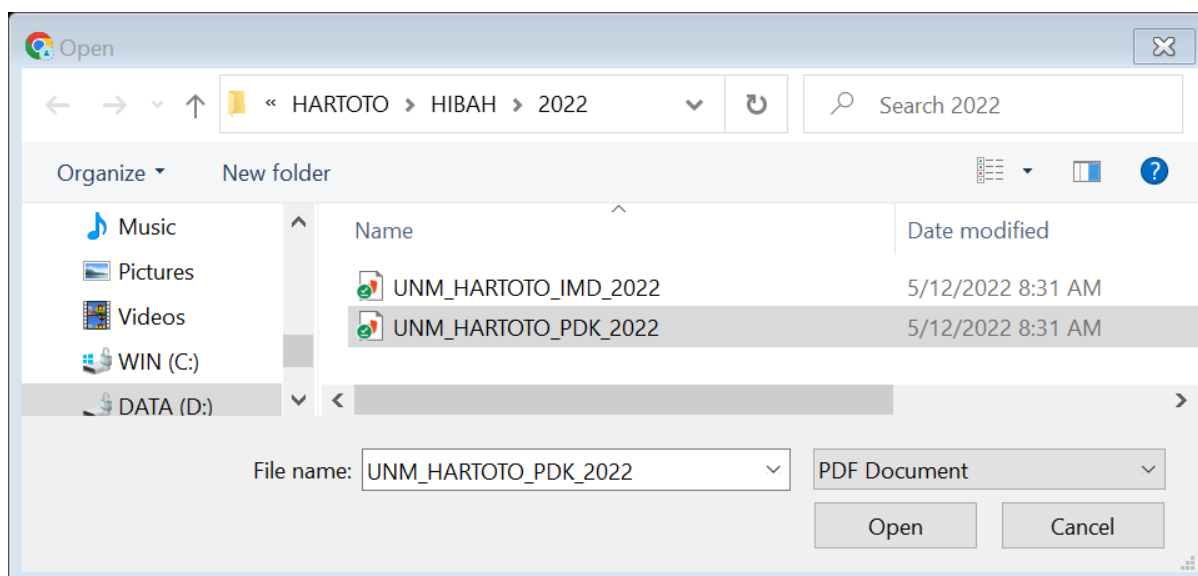 Open
« HARTOTO > HIBAH > 2022
Search 2022
Organize
New folder
Name
Date modified
Music
Pictures
Videos
WIN (C:)
DATA (D:)
UNM_HARTOTO_IMD_2022
5/12/2022 8:31 AM
UNM_HARTOTO_PDK_2022
5/12/2022 8:31 AM
File name:
UNM_HARTOTO_PDK_2022
PDF Document
Open
Cancel